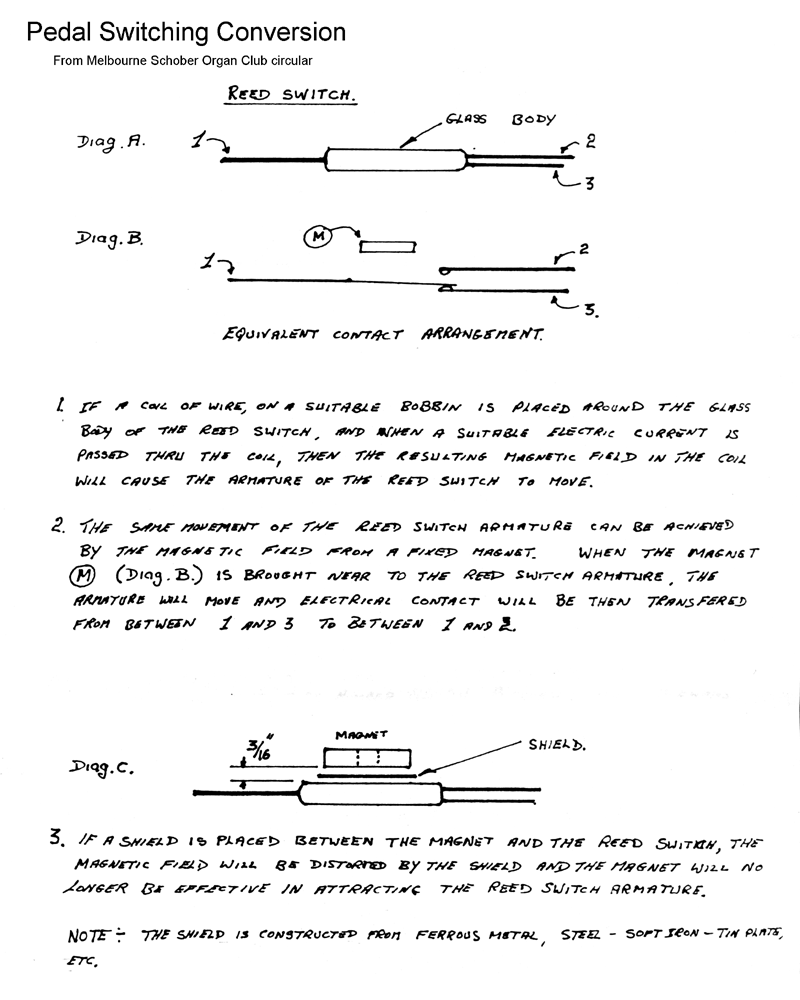 Pedal Switching Conversion
From Melbourne Schober Organ Club circular
REED SWITCH.
GLASS BODY
Diag. A.
1
2
3
Diag. B.
M
1
2
3.
EQUIVALENT CONTACT ARRANGEMENT.
1. IF A COIL OF WIRE, ON A SUITABLE BOBBIN IS PLACED AROUND THE GLASS
BODY OF THE REED SWITCH, AND WHEN A SUITABLE ELECTRIC CURRENT IS
PASSED THRU THE COIL, THEN THE RESULTING MAGNETIC FIELD IN THE COIL
WILL CAUSE THE ARMATURE OF THE REED SWITCH TO MOVE.
2. THE SAME MOVEMENT OF THE REED SWITCH ARMATURE CAN BE ACHIEVED
BY THE MAGNETIC FIELD FROM A FIXED MAGNET. WHEN THE MAGNET
M (Diag. B.) IS BROUGHT NEAR TO THE REED SWITCH ARMATURE, THE
ARMATURE WILL MOVE AND ELECTRICAL CONTACT WILL BE THEN TRANSFERED
FROM BETWEEN 1 AND 3 TO BETWEEN 1 AND 2.
MAGNET
3/16"
SHIELD.
Diag. C.
3. IF A SHIELD IS PLACED BETWEEN THE MAGNET AND THE REED SWITCH, THE
MAGNETIC FIELD WILL BE DISTORTED BY THE SHIELD AND THE MAGNET WILL NO
LONGER BE EFFECTIVE IN ATTRACTING THE REED SWITCH ARMATURE.
NOTE ÷ THE SHIELD IS CONSTRUCTED FROM FERROUS METAL, STEEL - SOFT IRON - TIN PLATE,
ETC.